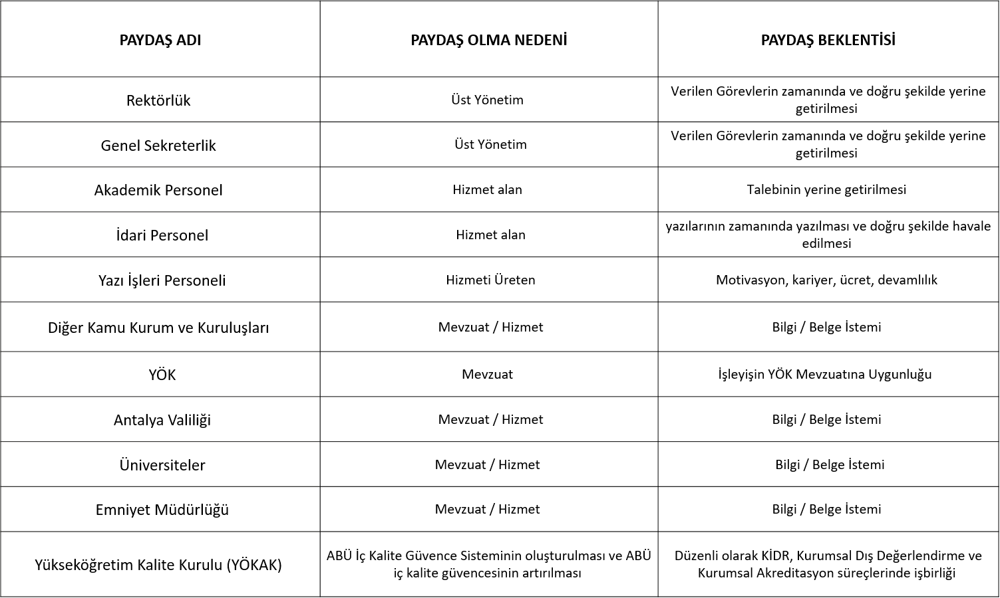 PAYDAŞ ADI
PAYDAŞ OLMA NEDENİ
PAYDAŞ BEKLENTİSİ
Rektörlük
Üst Yönetim
Verilen Görevlerin zamanında ve doğru şekilde yerine
getirilmesi
Genel Sekreterlik
Üst Yönetim
Verilen Görevlerin zamanında ve doğru şekilde yerine
getirilmesi
Akademik Personel
Hizmet alan
Talebinin yerine getirilmesi
İdari Personel
Hizmet alan
yazılarının zamanında yazılması ve doğru şekilde havale
edilmesi
Yazı İşleri Personeli
Hizmeti Üreten
Motivasyon, kariyer, ücret, devamlılık
Diğer Kamu Kurum ve Kuruluşları
Mevzuat / Hizmet
Bilgi / Belge İstemi
YÖK
Mevzuat
İşleyişin YÖK Mevzuatına Uygunluğu
Antalya Valiliği
Mevzuat / Hizmet
Bilgi / Belge İstemi
Üniversiteler
Mevzuat / Hizmet
Bilgi / Belge İstemi
Emniyet Müdürlüğü
Mevzuat / Hizmet
Bilgi / Belge İstemi
Yükseköğretim Kalite Kurulu (YÖKAK)
ABÜ İç Kalite Güvence Sisteminin oluşturulması ve ABÜ
iç kalite güvencesinin artırılması
Düzenli olarak KİDR, Kurumsal Dış Değerlendirme ve
Kurumsal Akreditasyon süreçlerinde işbirliği